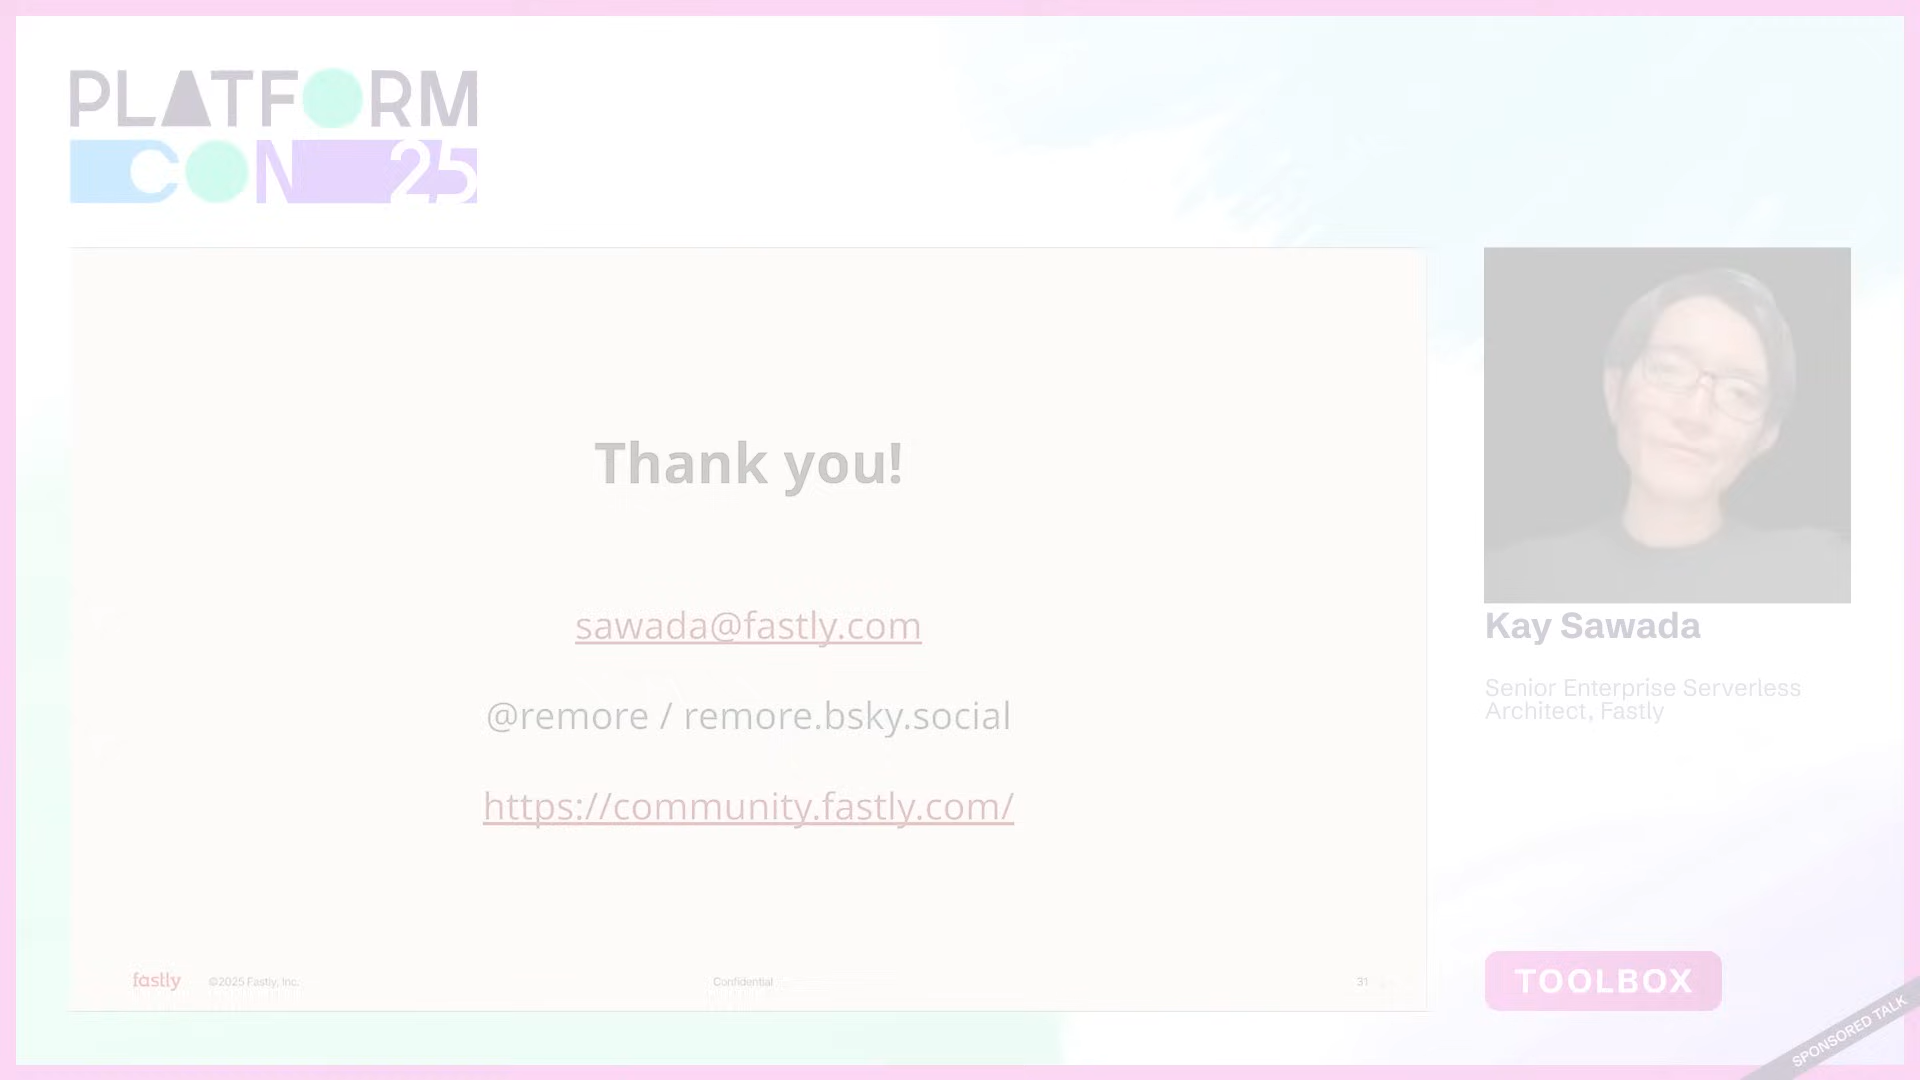 PLATFORM
CON 25
Thank you!
sawada@fastly.com
@remore / remore.bsky.social
https://community.fastly.com/
fastly
©2025 Fastly, Inc.
Confidential
31
Kay Sawada
Senior Enterprise Serverless
Architect, Fastly
TOOLBOX
SPONSORED TALK